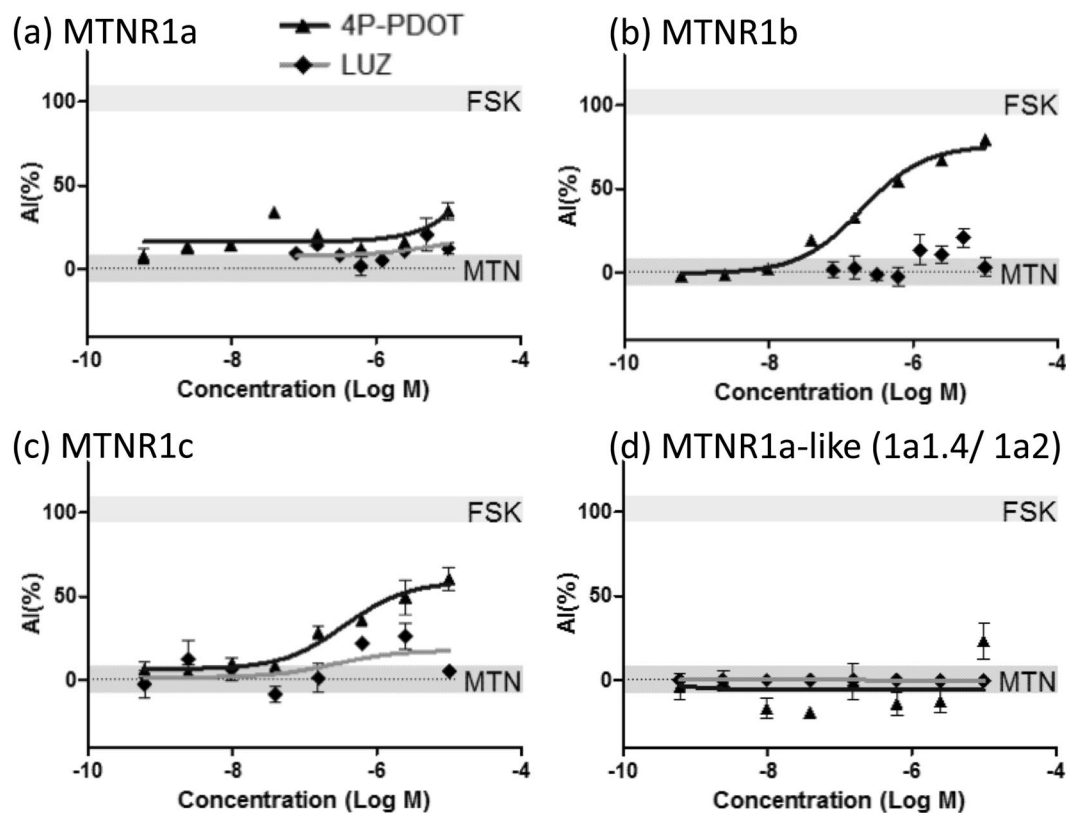 (a) MTNR1a
4P-PDOT
LUZ
FSK
MTN
100
50
0
AI(%)
-10 -8 -6 -4
Concentration (Log M)
(b) MTNR1b
FSK
MTN
100
50
0
AI(%)
-10 -8 -6 -4
Concentration (Log M)
(c) MTNR1c
FSK
MTN
100
50
0
AI(%)
-10 -8 -6 -4
Concentration (Log M)
(d) MTNR1a-like (1a1.4/ 1a2)
FSK
MTN
100
50
0
AI(%)
-10 -8 -6 -4
Concentration (Log M)